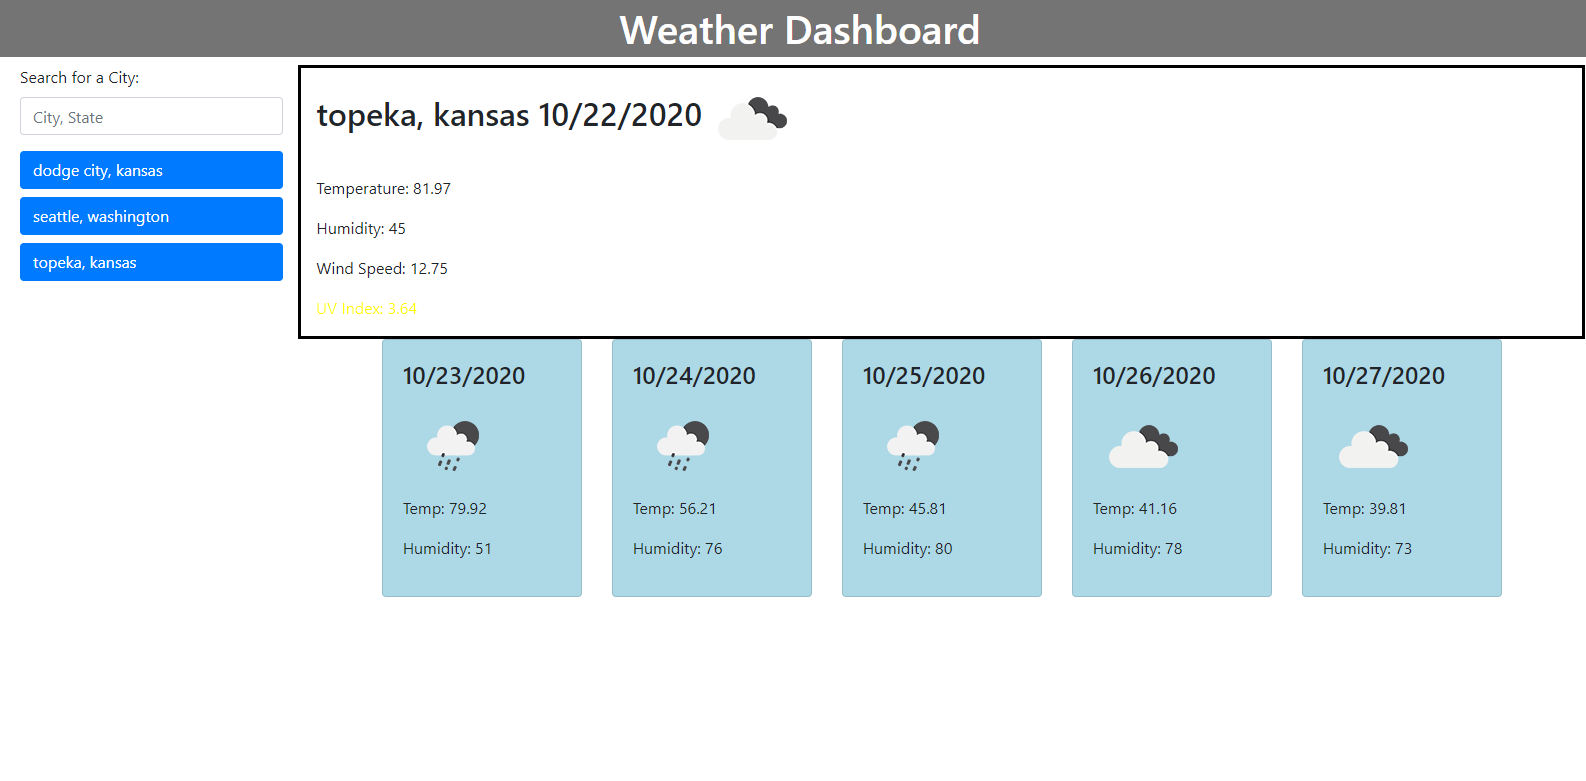 Weather Dashboard
Search for a City:
City, State
dodge city, kansas
seattle, washington
topeka, kansas
topeka, kansas 10/22/2020
Temperature: 81.97
Humidity: 45
Wind Speed: 12.75
UV Index: 3.64
10/23/2020
Temp: 79.92
Humidity: 51
10/24/2020
Temp: 56.21
Humidity: 76
10/25/2020
Temp: 45.81
Humidity: 80
10/26/2020
Temp: 41.16
Humidity: 78
10/27/2020
Temp: 39.81
Humidity: 73